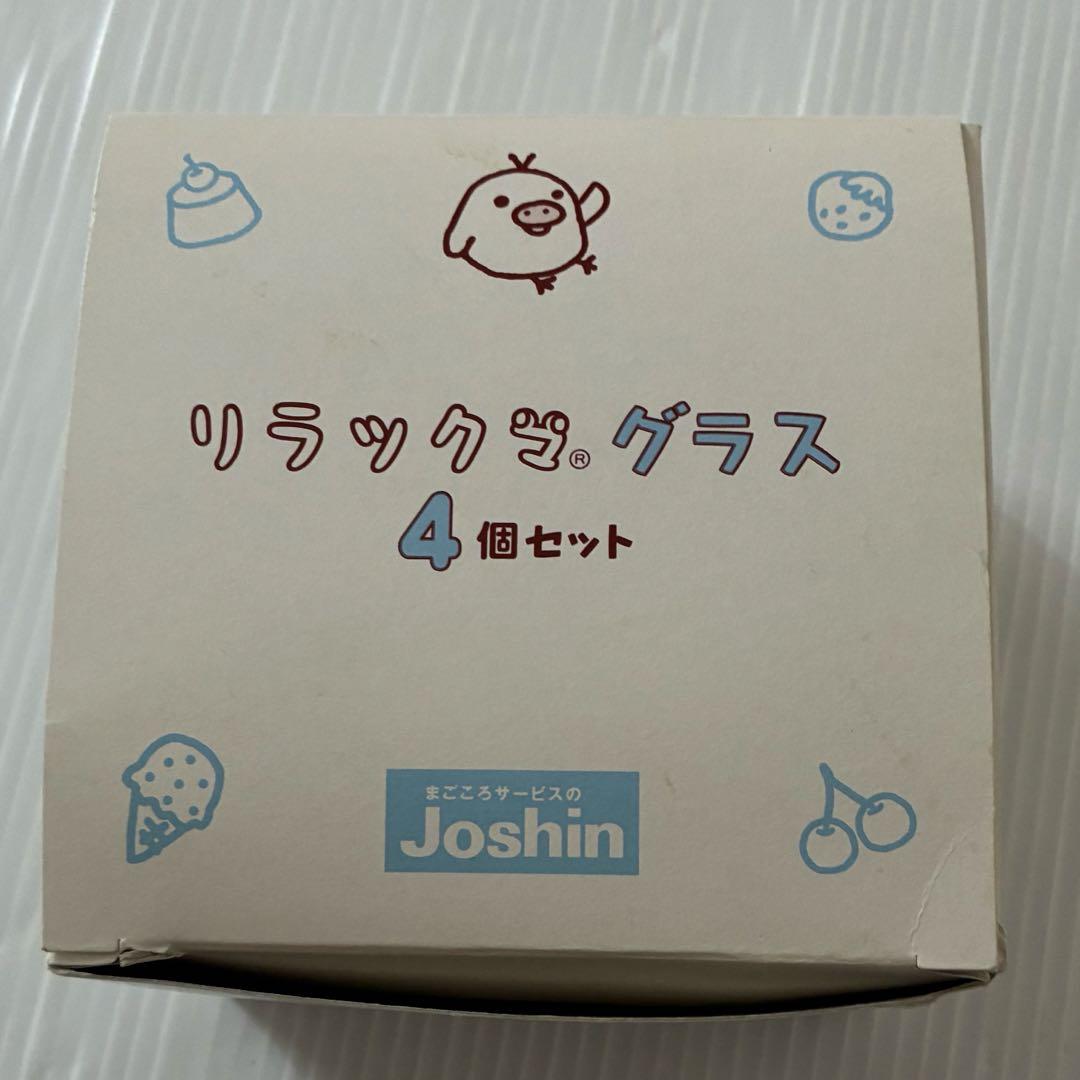 リラックマ® グラス
4個セット
まごころサービスの
Joshin